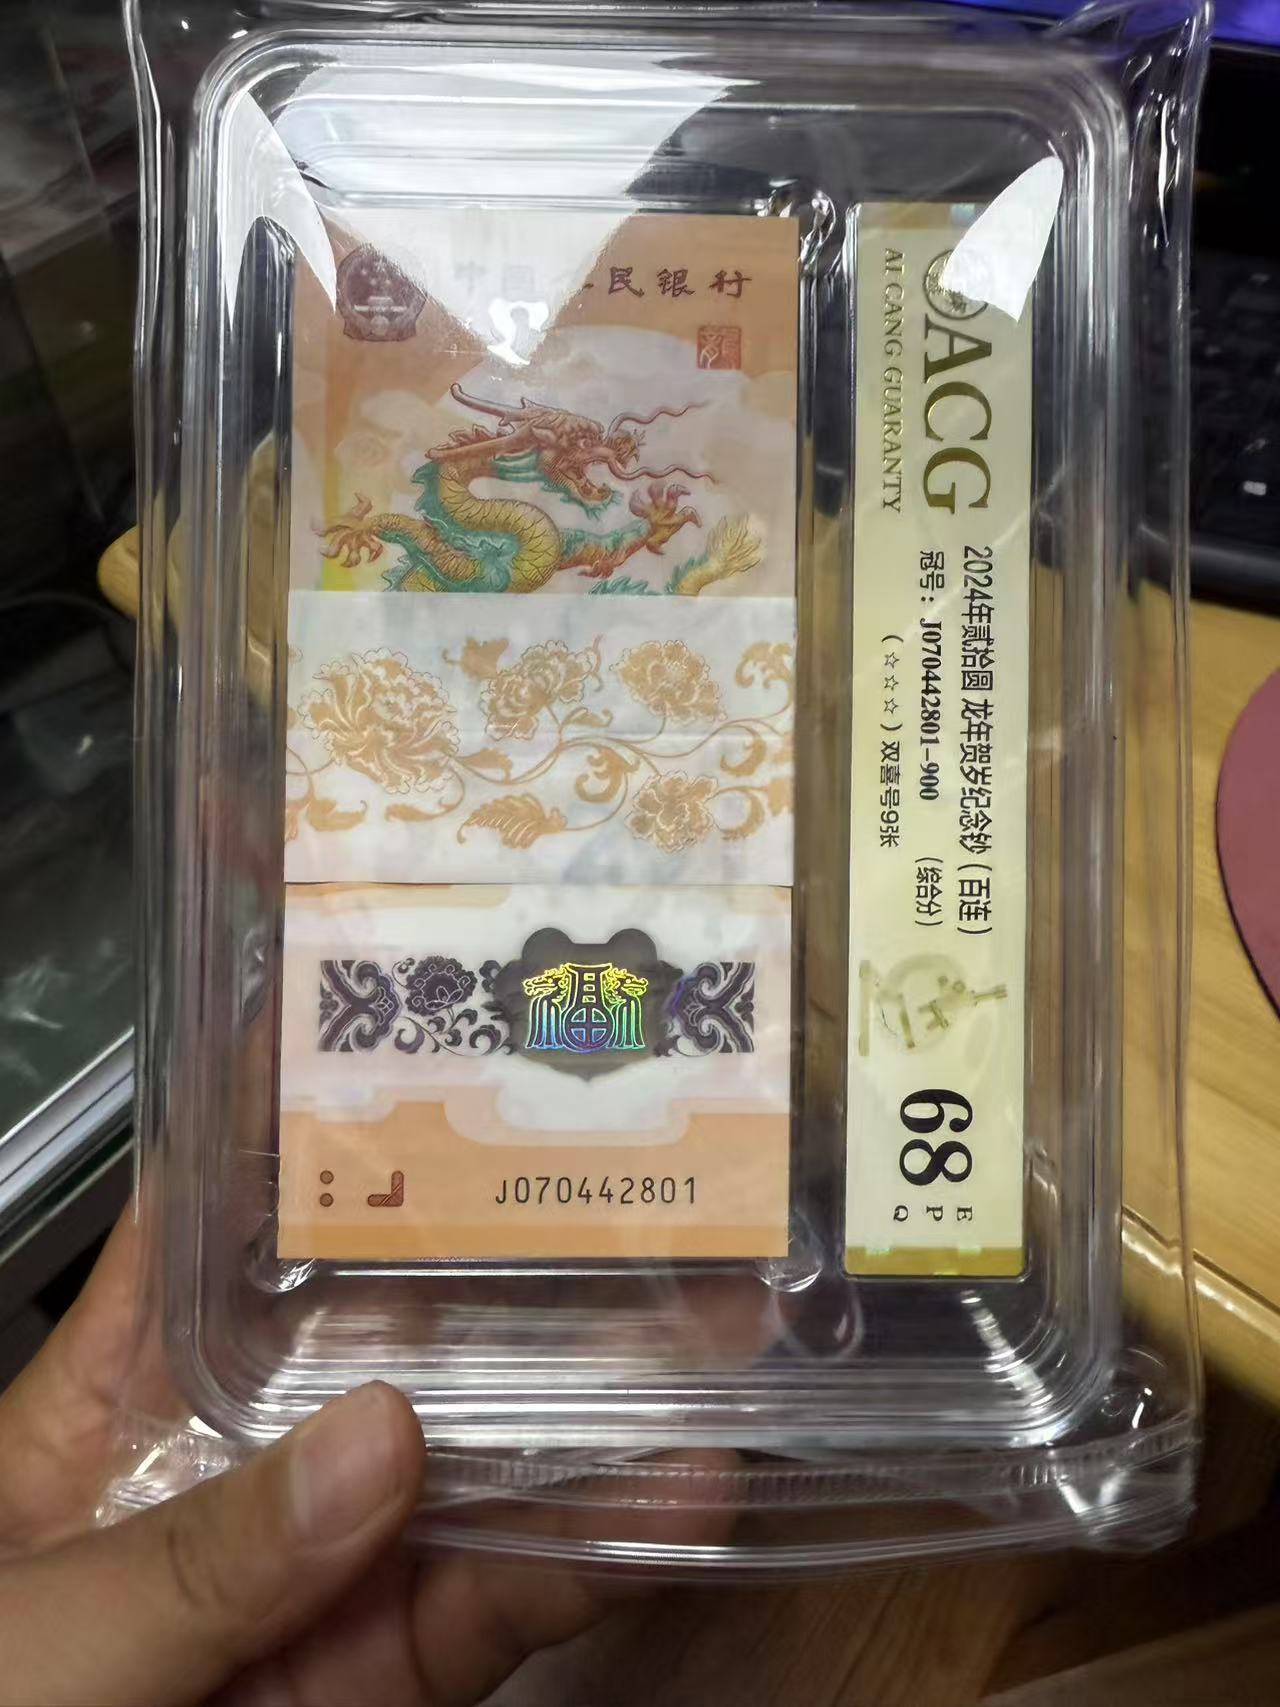 中国人民银行
J070442801
ACG
AI CANG GUARANTY
2024年贰拾圆 龙年贺岁纪念钞（百连）
冠号：J070442801-900 （综合分）
（☆☆☆）双喜号9张
68
E
P
Q